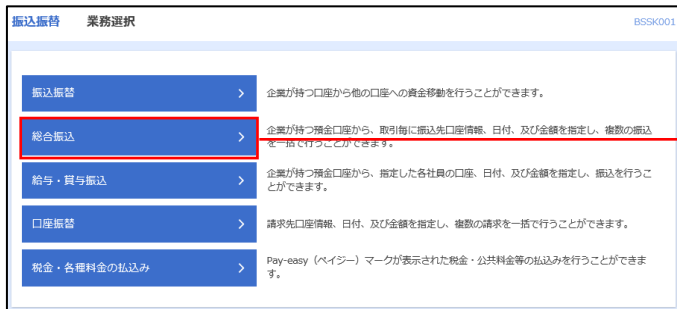 振込振替 業務選択 BSSK001
振込振替 企業が持つ口座から他の口座への資金移動を行うことができます。
総合振込 企業が持つ預金口座から、取引毎に振込先口座情報、日付、及び金額を指定し、複数の振込
を一括で行うことができます。
給与・賞与振込 企業が持つ預金口座から、指定した各社員の口座、日付、及び金額を指定し、振込を行うこ
とができます。
口座振替 請求先口座情報、日付、及び金額を指定し、複数の請求を一括で行うことができます。
税金・各種料金の払込み Pay-easy（ペイジー）マークが表示された税金・公共料金等の払込みを行うことができま
す。